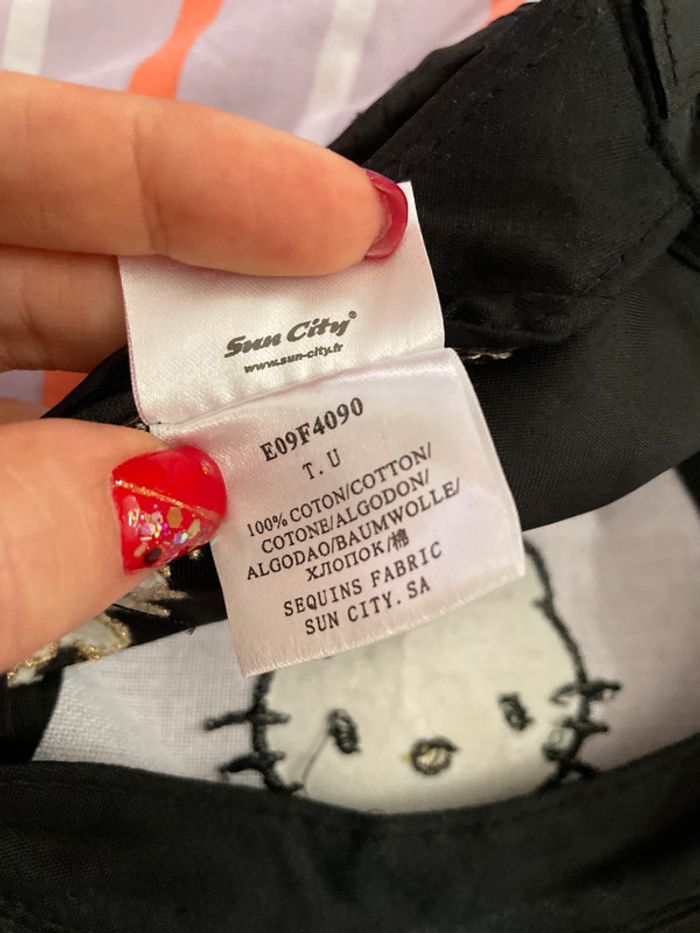 Sun City®
www.sun-city.fr
E09F4090
T.U
100% COTON/COTTON/
COTONE/ALGODON/
ALGODAO/BAUMWOLLE/
ХЛОПОК/棉
SEQUINS FABRIC
SUN CITY.SA